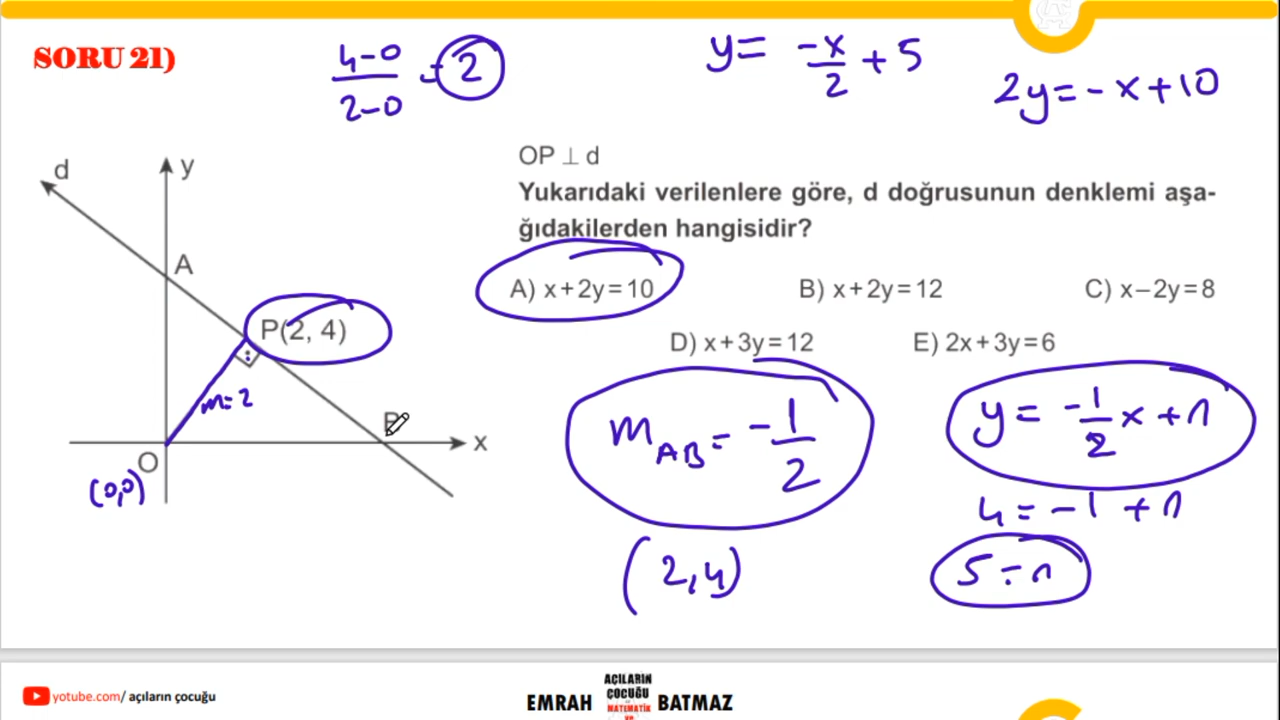 SORU 21)
4-0
2-0
= 2
y = -x/2 + 5
2y = -x + 10
OP ⊥ d
Yukarıdaki verilenlere göre, d doğrusunun denklemi aşa-
ğıdakilerden hangisidir?
A) x+2y=10 B) x+2y=12 C) x-2y=8
D) x+3y=12 E) 2x+3y=6
d
y
A
P(2, 4)
m=2
x
O
(0,0)
m AB = -1/2
(2,4)
y = -1/2 x + n
4 = -1 + n
5 = n
yotube.com/ açıların çocuğu
EMRAH
AÇILARIN
ÇOCUĞU
MATEMATİK
BATMAZ